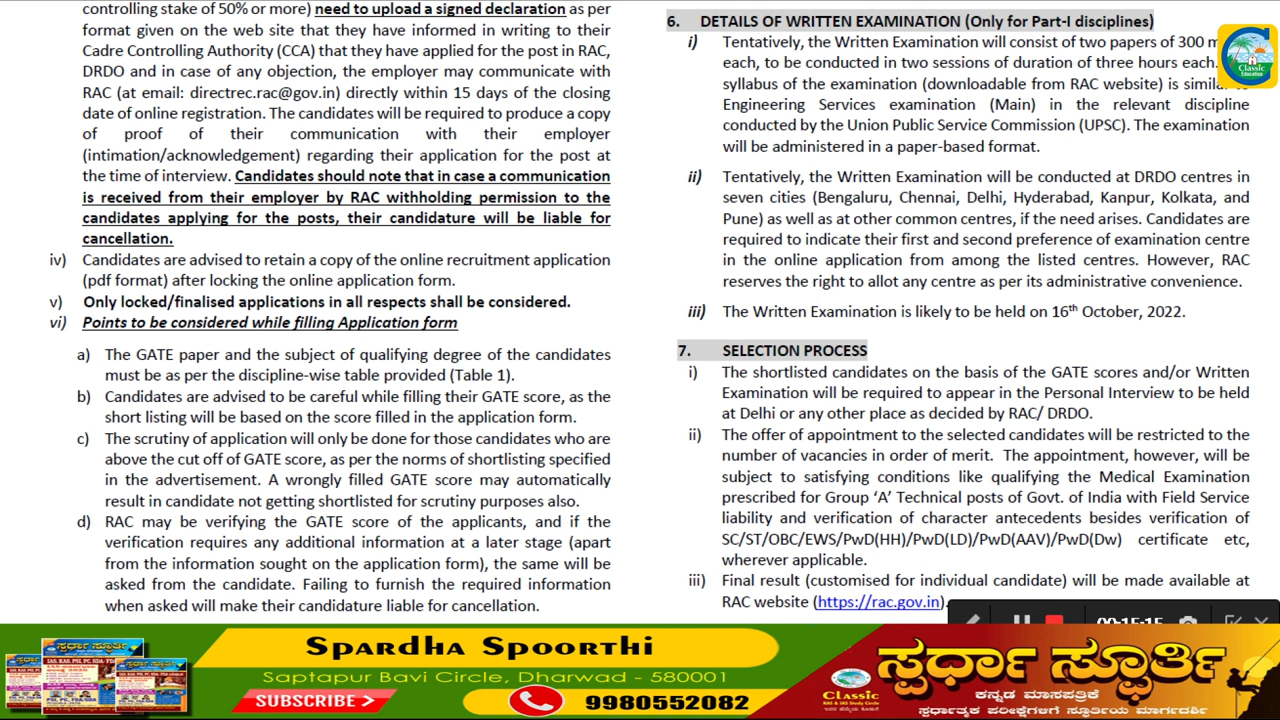 controlling stake of 50% or more) need to upload a signed declaration as per
format given on the web site that they have informed in writing to their
Cadre Controlling Authority (CCA) that they have applied for the post in RAC,
DRDO and in case of any objection, the employer may communicate with
RAC (at email: directrec.rac@gov.in) directly within 15 days of the closing
date of online registration. The candidates will be required to produce a copy
of proof of their communication with their employer
(intimation/acknowledgement) regarding their application for the post at
the time of interview. Candidates should note that in case a communication
is received from their employer by RAC withholding permission to the
candidates applying for the posts, their candidature will be liable for
cancellation.
iv) Candidates are advised to retain a copy of the online recruitment application
(pdf format) after locking the online application form.
v) Only locked/finalised applications in all respects shall be considered.
vi) Points to be considered while filling Application form
a) The GATE paper and the subject of qualifying degree of the candidates
must be as per the discipline-wise table provided (Table 1).
b) Candidates are advised to be careful while filling their GATE score, as the
short listing will be based on the score filled in the application form.
c) The scrutiny of application will only be done for those candidates who are
above the cut off of GATE score, as per the norms of shortlisting specified
in the advertisement. A wrongly filled GATE score may automatically
result in candidate not getting shortlisted for scrutiny purposes also.
d) RAC may be verifying the GATE score of the applicants, and if the
verification requires any additional information at a later stage (apart
from the information sought on the application form), the same will be
asked from the candidate. Failing to furnish the required information
when asked will make their candidature liable for cancellation.
6. DETAILS OF WRITTEN EXAMINATION (Only for Part-I disciplines)
i) Tentatively, the Written Examination will consist of two papers of 300
each, to be conducted in two sessions of duration of three hours each.
syllabus of the examination (downloadable from RAC website) is similar to
Engineering Services examination (Main) in the relevant discipline
conducted by the Union Public Service Commission (UPSC). The examination
will be administered in a paper-based format.
ii) Tentatively, the Written Examination will be conducted at DRDO centres in
seven cities (Bengaluru, Chennai, Delhi, Hyderabad, Kanpur, Kolkata, and
Pune) as well as at other common centres, if the need arises. Candidates are
required to indicate their first and second preference of examination centre
in the online application from among the listed centres. However, RAC
reserves the right to allot any centre as per its administrative convenience.
iii) The Written Examination is likely to be held on 16th October, 2022.
7. SELECTION PROCESS
i) The shortlisted candidates on the basis of the GATE scores and/or Written
Examination will be required to appear in the Personal Interview to be held
at Delhi or any other place as decided by RAC/ DRDO.
ii) The offer of appointment to the selected candidates will be restricted to the
number of vacancies in order of merit. The appointment, however, will be
subject to satisfying conditions like qualifying the Medical Examination
prescribed for Group ‘A’ Technical posts of Govt. of India with Field Service
liability and verification of character antecedents besides verification of
SC/ST/OBC/EWS/PwD(HH)/PwD(LD)/PwD(AAV)/PwD(Dw) certificate etc,
wherever applicable.
iii) Final result (customised for individual candidate) will be made available at
RAC website (https://rac.gov.in).
Classic
Education
00:15:15
Spardha Spoorthi
Saptapur Bavi Circle, Dharwad - 580001
SUBSCRIBE >
9980552082
Classic
ಸ್ಪರ್ಧಾ ಸ್ಫೂರ್ತಿ
ಕನ್ನಡ ಮಾಸಪತ್ರಿಕೆ
ಸ್ಪರ್ಧಾತ್ಮಕ ಪರೀಕ್ಷೆಗಳಿಗೆ ಸ್ಫೂರ್ತಿಯ ಮಾರ್ಗದರ್ಶಿ